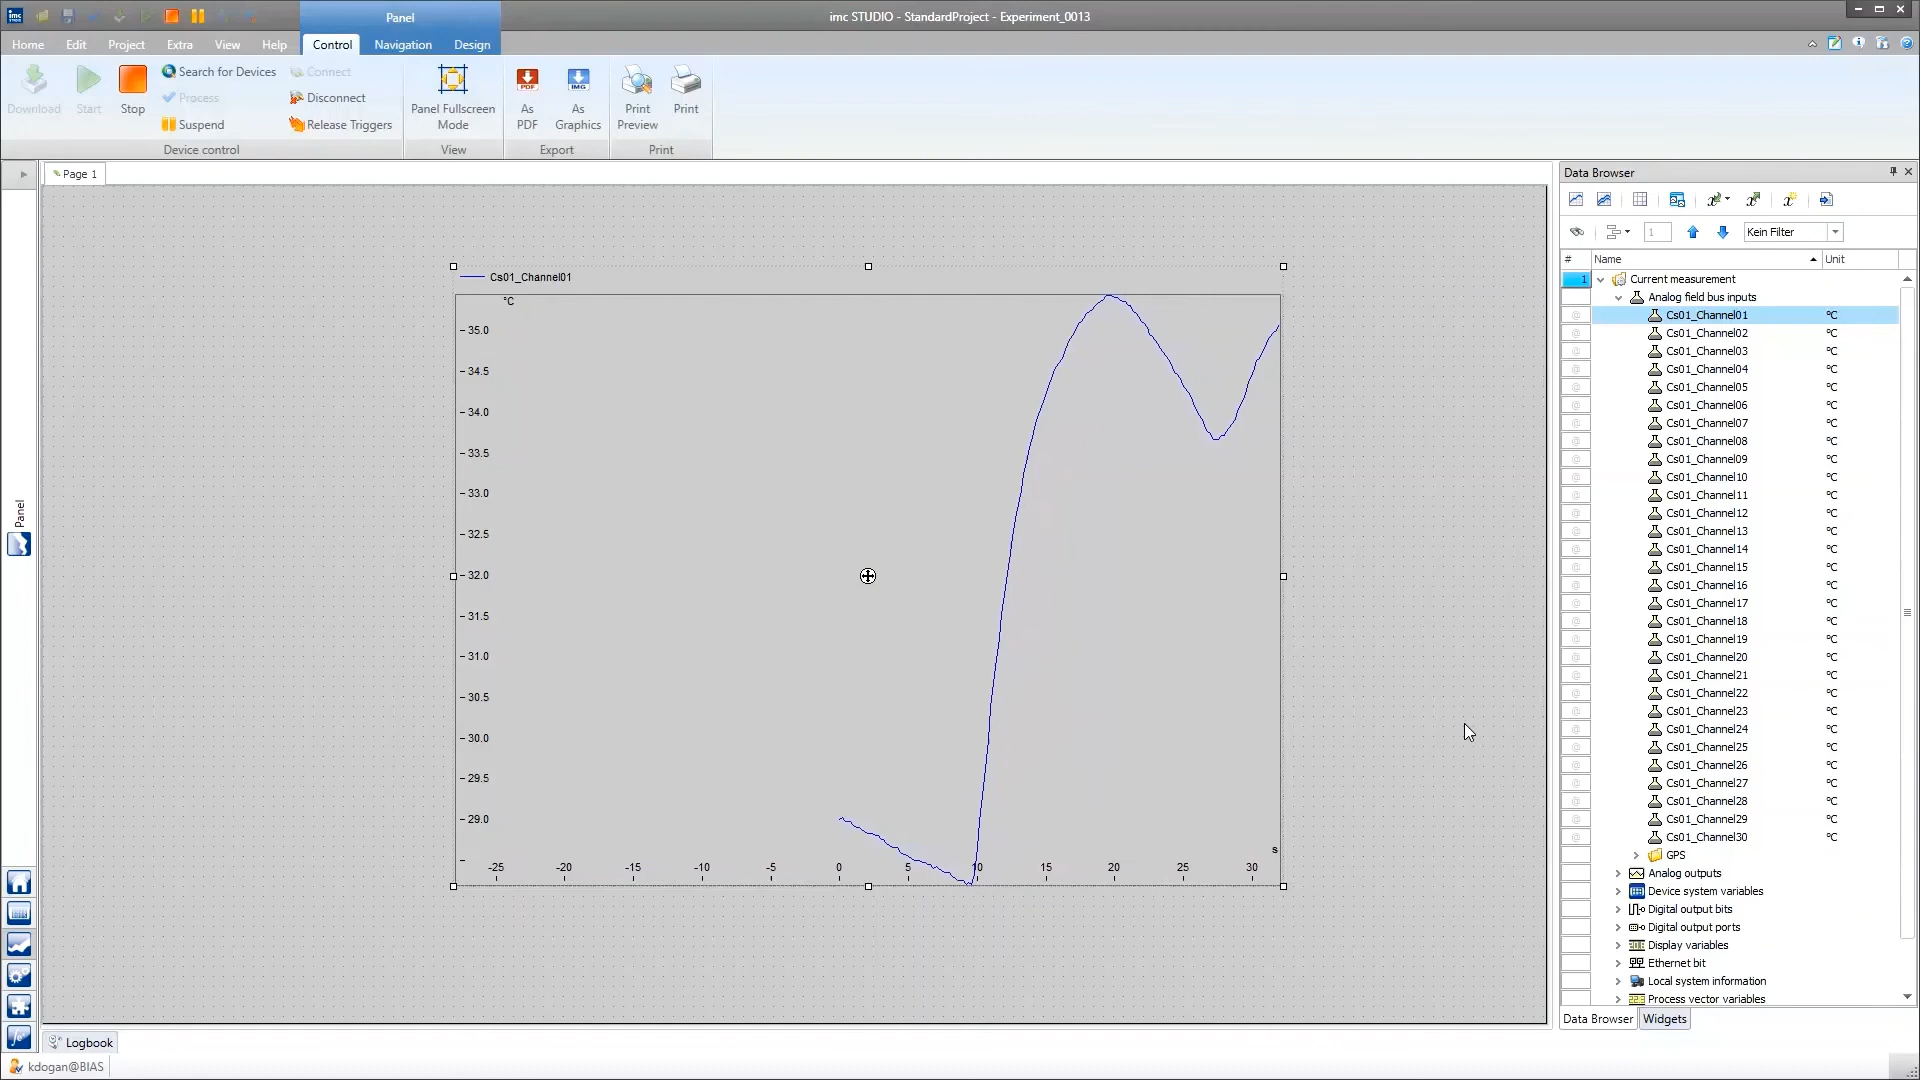 Panel
imc STUDIO - StandardProject - Experiment_0013
Home Edit Project Extra View Help Control Navigation Design
Download
Start
Stop
Search for Devices
Process
Suspend
Connect
Disconnect
Release Triggers
Device control
Panel Fullscreen
Mode
View
As
PDF
As
Graphics
Export
Print
Preview
Print
Print
Page 1
Panel
Cs01_Channel01
°C
35.0
34.5
34.0
33.5
33.0
32.5
32.0
31.5
31.0
30.5
30.0
29.5
29.0
s
-25 -20 -15 -10 -5 0 5 10 15 20 25 30
Data Browser
1 Kein Filter
# Name Unit
1 Current measurement
Analog field bus inputs
Cs01_Channel01 °C
Cs01_Channel02 °C
Cs01_Channel03 °C
Cs01_Channel04 °C
Cs01_Channel05 °C
Cs01_Channel06 °C
Cs01_Channel07 °C
Cs01_Channel08 °C
Cs01_Channel09 °C
Cs01_Channel10 °C
Cs01_Channel11 °C
Cs01_Channel12 °C
Cs01_Channel13 °C
Cs01_Channel14 °C
Cs01_Channel15 °C
Cs01_Channel16 °C
Cs01_Channel17 °C
Cs01_Channel18 °C
Cs01_Channel19 °C
Cs01_Channel20 °C
Cs01_Channel21 °C
Cs01_Channel22 °C
Cs01_Channel23 °C
Cs01_Channel24 °C
Cs01_Channel25 °C
Cs01_Channel26 °C
Cs01_Channel27 °C
Cs01_Channel28 °C
Cs01_Channel29 °C
Cs01_Channel30 °C
GPS
Analog outputs
Device system variables
Digital output bits
Digital output ports
Display variables
Ethernet bit
Local system information
Process vector variables
Data Browser Widgets
Logbook
kdogan@BIAS